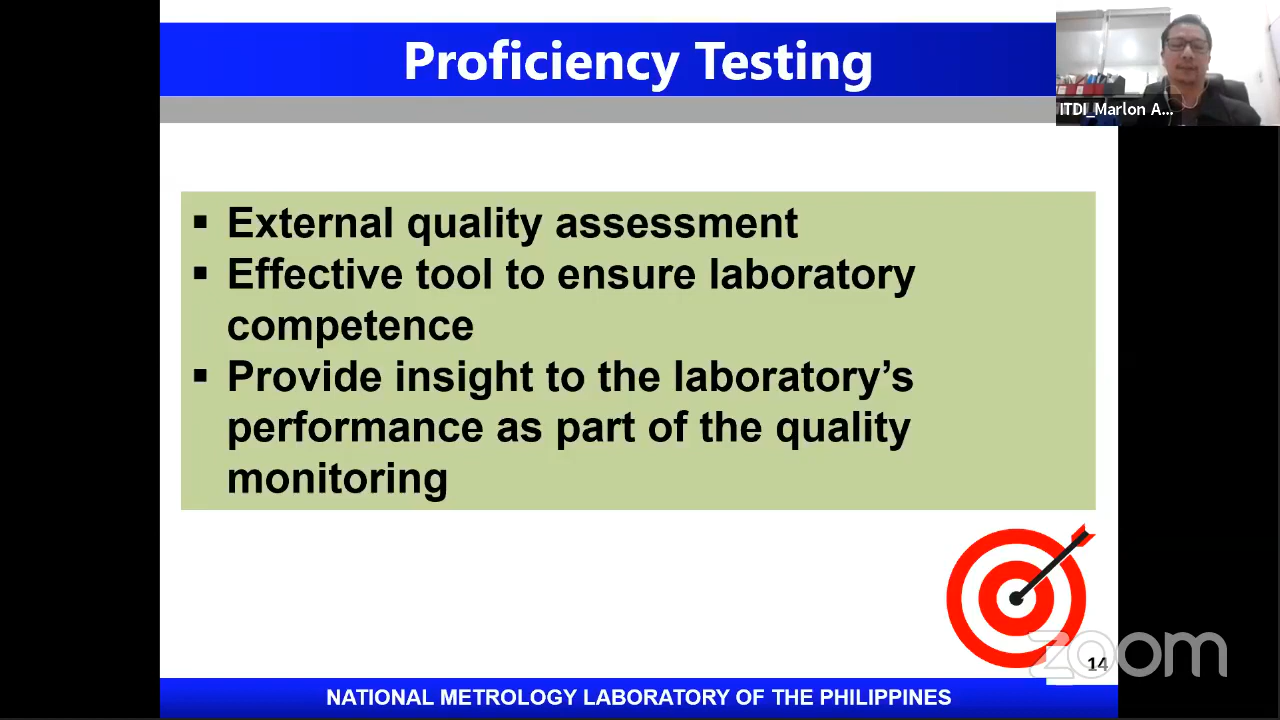 Proficiency Testing
ITDI_Marlon A...
▪ External quality assessment
▪ Effective tool to ensure laboratory
competence
▪ Provide insight to the laboratory’s
performance as part of the quality
monitoring
zoom
14
NATIONAL METROLOGY LABORATORY OF THE PHILIPPINES